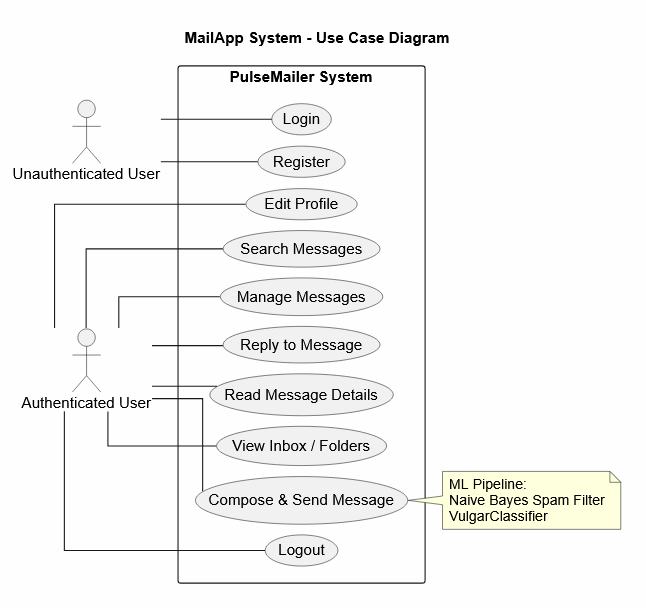 MailApp System - Use Case Diagram
PulseMailer System
Login
Unauthenticated User
Register
Edit Profile
Search Messages
Manage Messages
Reply to Message
Authenticated User
Read Message Details
View Inbox / Folders
Compose & Send Message
ML Pipeline:
Naive Bayes Spam Filter
VulgarClassifier
Logout